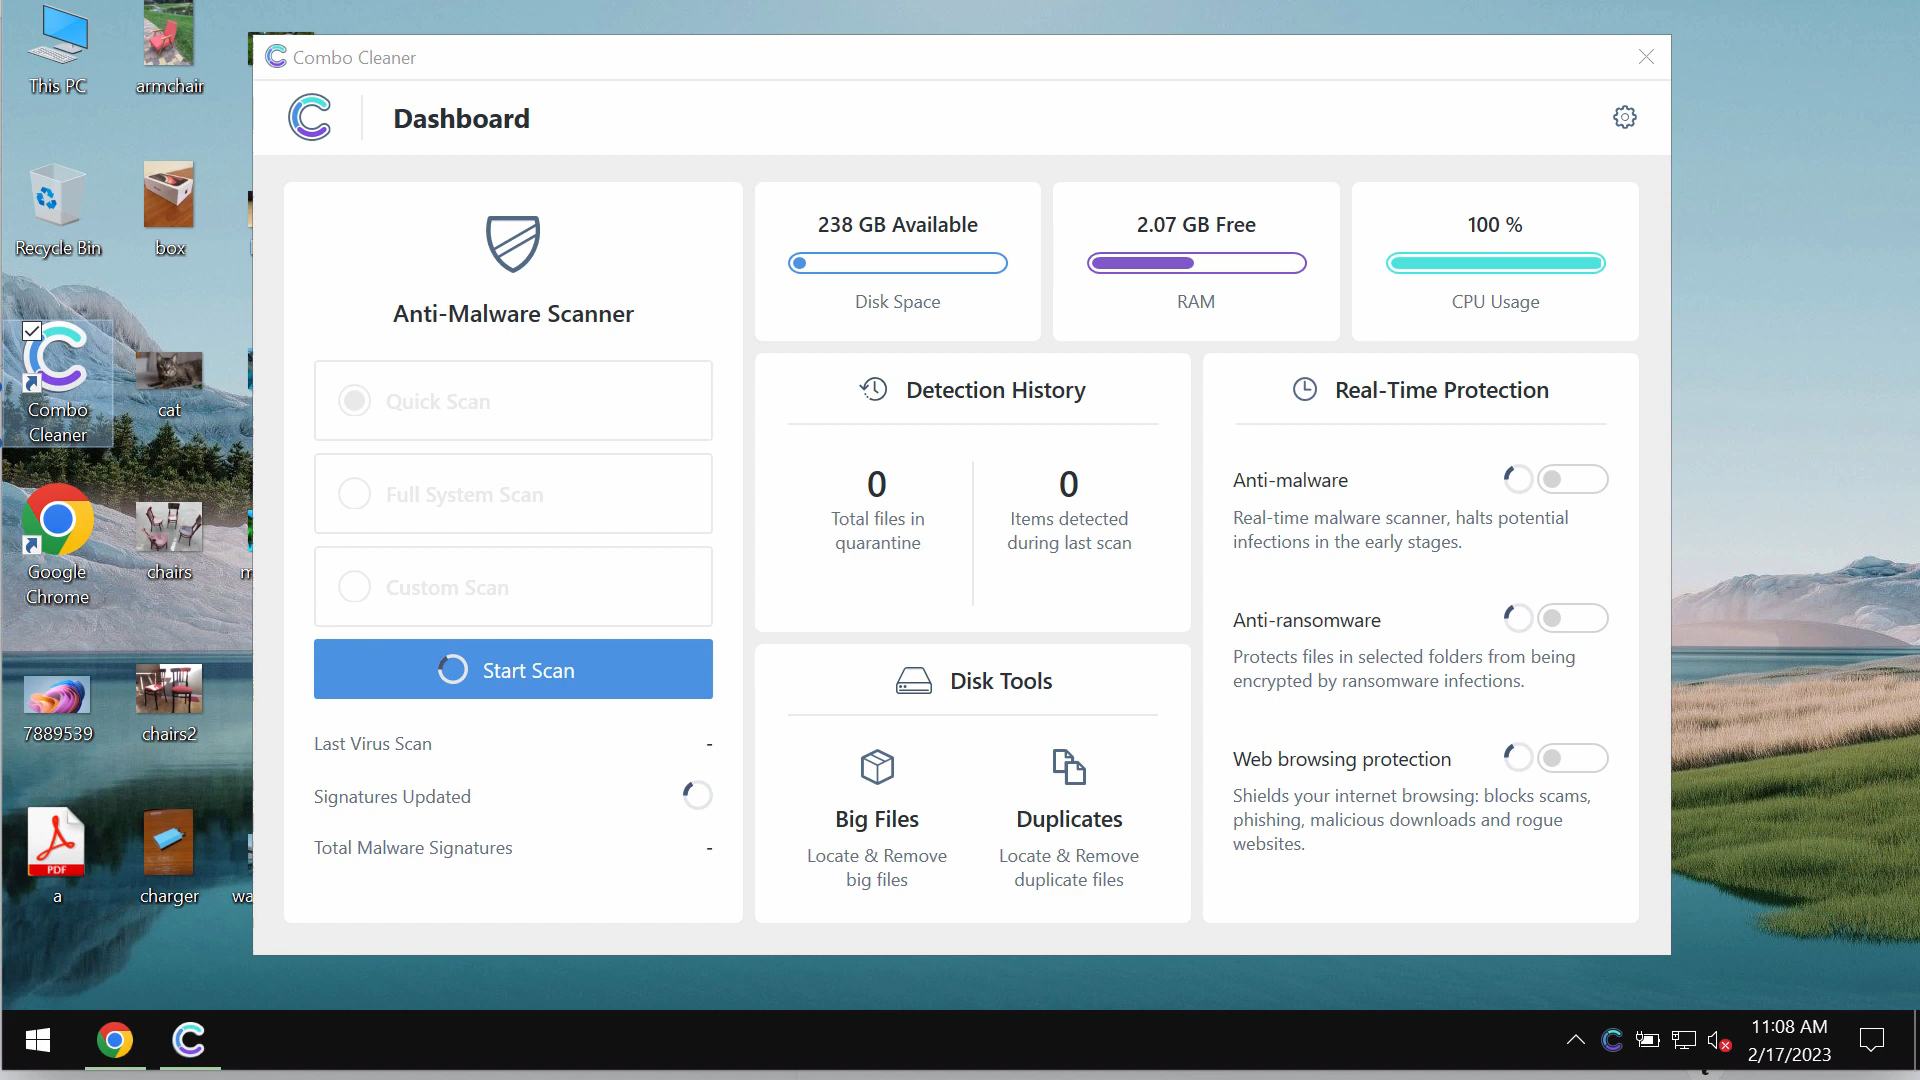 This PC
armchair
Recycle Bin
box
Combo
Cleaner
cat
Google
Chrome
chairs
7889539
chairs2
PDF
a
charger
wa
Combo Cleaner
Dashboard
Anti-Malware Scanner
Quick Scan
Full System Scan
Custom Scan
Start Scan
Last Virus Scan -
Signatures Updated
Total Malware Signatures -
238 GB Available
Disk Space
2.07 GB Free
RAM
100 %
CPU Usage
Detection History
0
Total files in
quarantine
0
Items detected
during last scan
Disk Tools
Big Files
Locate & Remove
big files
Duplicates
Locate & Remove
duplicate files
Real-Time Protection
Anti-malware
Real-time malware scanner, halts potential
infections in the early stages.
Anti-ransomware
Protects files in selected folders from being
encrypted by ransomware infections.
Web browsing protection
Shields your internet browsing: blocks scams,
phishing, malicious downloads and rogue
websites.
11:08 AM
2/17/2023